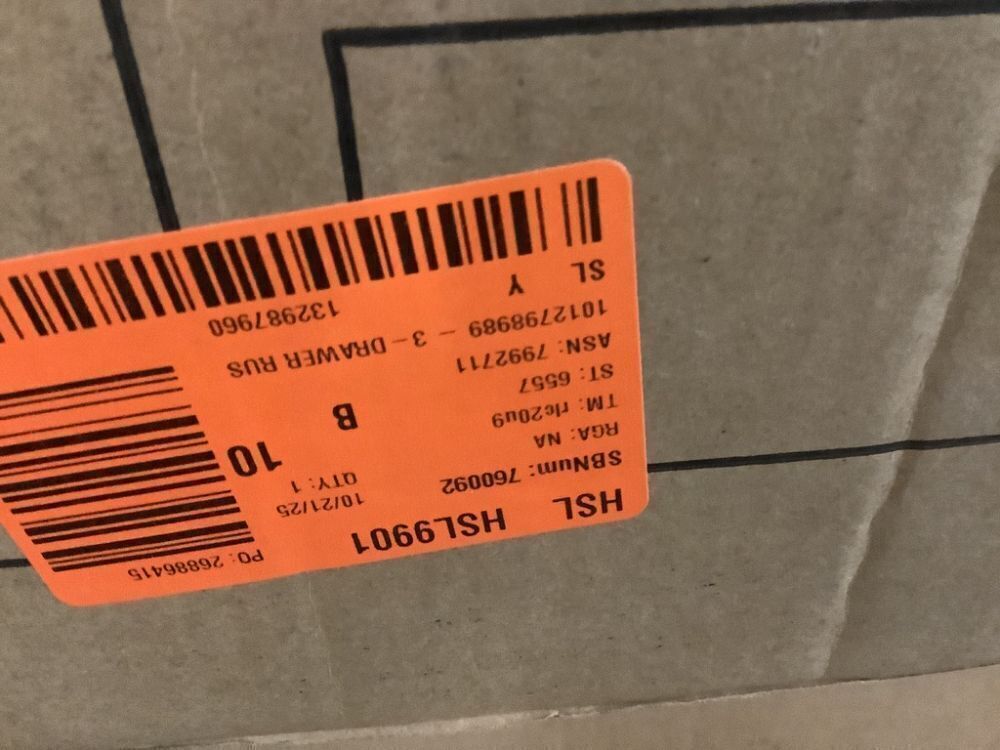 HSL HSL9901 PO: 26886415
SBNum: 760092 10/21/25
RGA: NA QTY: 1 10
TM: rlc20u9
ST: 6557 B
ASN: 7992711
1012798989 - 3 - DRAWER RUS
SL Y 132987960